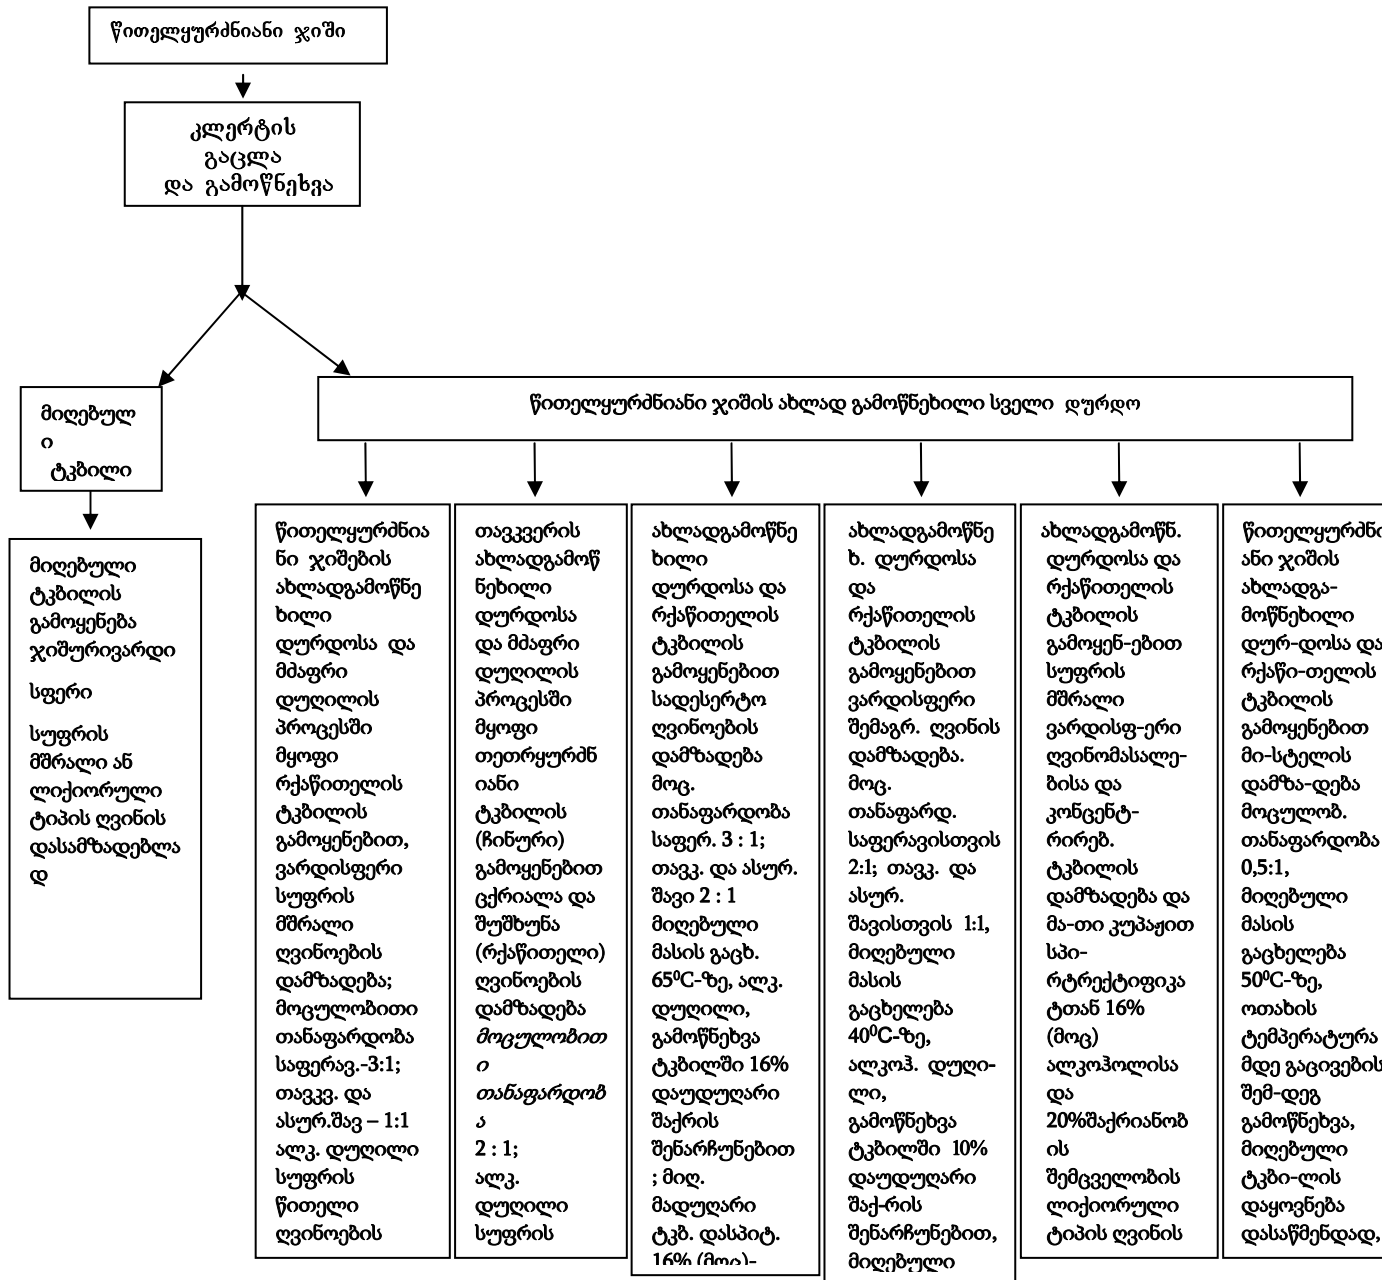 წითელყურძნიანი ჯიში
კლერტის
გაცლა
და გამოწნეხვა
მიღებულ
ი
ტკბილი
წითელყურძნიანი ჯიშის ახლად გამოწნეხილი სველი დურდო
მიღებული
ტკბილის
გამოყენება
ჯიშურივარდი
სფერი
სუფრის
მშრალი ან
ლიქიორული
ტიპის ღვინის
დასამზადებლა
დ
წითელყურძნია
ნი ჯიშების
ახლადგამოწნე
ხილი
დურდოსა და
მძაფრი
დუღილის
პროცესში
მყოფი
რქაწითელის
ტკბილის
გამოყენებით,
ვარდისფერი
სუფრის
მშრალი
ღვინოების
დამზადება;
მოცულობითი
თანაფარდობა
საფერავ.-3:1;
თავკვ. და
ასურ.შავ – 1:1
ალკ. დუღილი
სუფრის
წითელი
ღვინოების
თავკვერის
ახლადგამოწ
ნეხილი
დურდოსა
და მძაფრი
დუღილის
პროცესში
მყოფი
თეთრყურძნ
იანი
ტკბილის
(ჩინური)
გამოყენებით
ცქრიალა და
შუშხუნა
(რქაწითელი)
ღვინოების
დამზადება
მოცულობით
ი
თანაფარდობ
ა
2 : 1;
ალკ.
დუღილი
სუფრის
ახლადგამოწნე
ხილი
დურდოსა და
რქაწითელის
ტკბილის
გამოყენებით
სადესერტო
ღვინოების
დამზადება
მოც.
თანაფარდობა
საფერ. 3 : 1;
თავკ. და ასურ.
შავი 2 : 1
მიღებული
მასის გაცხ.
65⁰C-ზე, ალკ.
დუღილი,
გამოწნეხვა
ტკბილში 16%
დაუდუღარი
შაქრის
შენარჩუნებით
; მიღ.
მადუღარი
ტკბ. დასპიტ.
16% (მოც)-
ახლადგამოწნე
ხ. დურდოსა
და
რქაწითელის
ტკბილის
გამოყენებით
ვარდისფერი
შემაგრ. ღვინის
დამზადება.
მოც.
თანაფარდ.
საფერავისთვის
2:1; თავკ. და
ასურ.
შავისთვის 1:1,
მიღებული
მასის
გაცხელება
40⁰C-ზე,
ალკოჰ. დუღი-
ლი,
გამოწნეხვა
ტკბილში 10%
დაუდუღარი
შაქ-რის
შენარჩუნებით,
მიღებული
ახლადგამოწნ.
დურდოსა და
რქაწითელის
ტკბილის
გამოყენ-ებით
სუფრის
მშრალი
ვარდისფ-ერი
ღვინომასალე-
ბისა და
კონცენტ-
რირებ.
ტკბილის
დამზადება და
მა-თი კუპაჟით
სპი-
რტრექტიფიკა
ტთან 16%
(მოც)
ალკოჰოლისა
და
20%შაქრიანობ
ის
შემცველობის
ლიქიორული
ტიპის ღვინის
წითელყურძნი
ანი ჯიშის
ახლადგა-
მოწნეხილი
დურ-დოსა და
რქაწი-თელის
ტკბილის
გამოყენებით
მი-სტელის
დამზა-დება
მოცულობ.
თანაფარდობა
0,5:1,
მიღებული
მასის
გაცხელება
50⁰C-ზე,
ოთახის
ტემპერატურა
მდე გაცივების
შემ-დეგ
გამოწნეხვა,
მიღებული
ტკბი-ლის
დაყოვნება
დასაწმენდად,